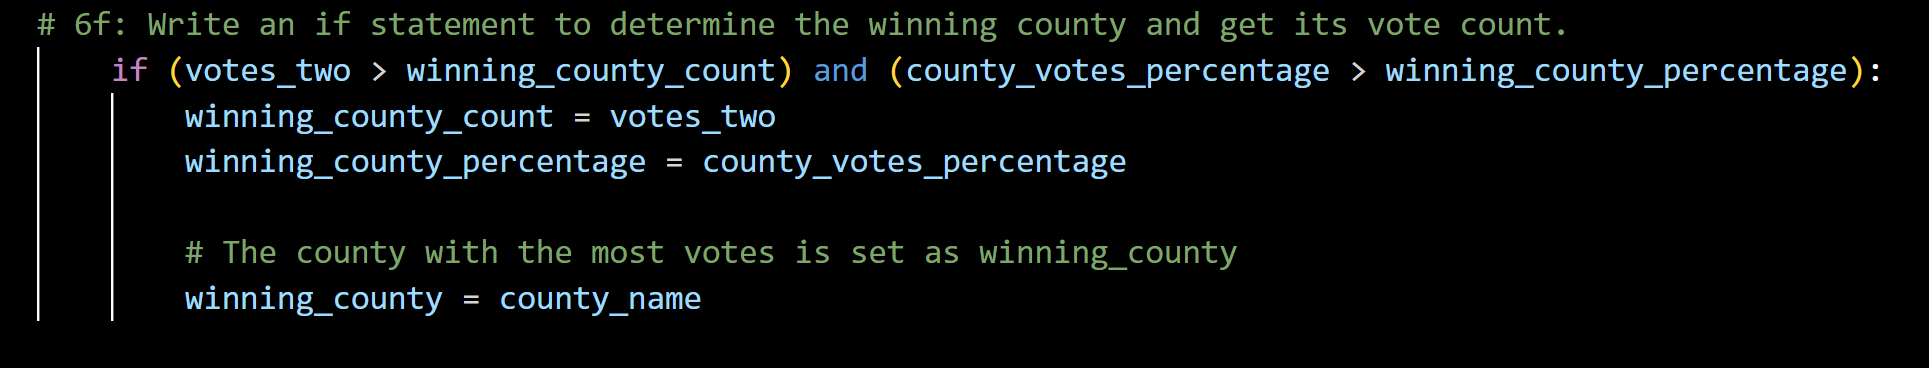 # 6f: Write an if statement to determine the winning county and get its vote count.
if (votes_two > winning_county_count) and (county_votes_percentage > winning_county_percentage):
winning_county_count = votes_two
winning_county_percentage = county_votes_percentage
# The county with the most votes is set as winning_county
winning_county = county_name